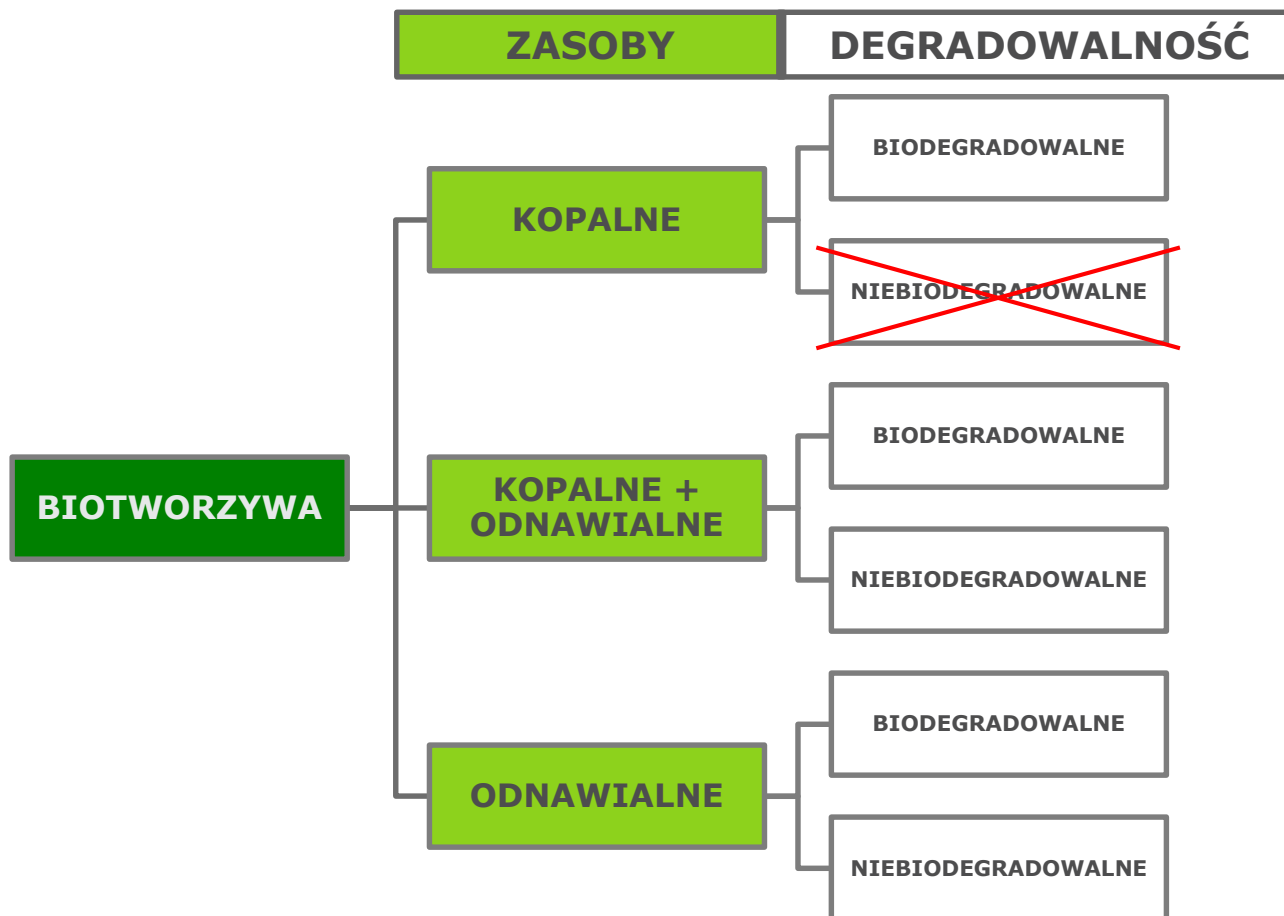 ZASOBY
DEGRADOWALNOŚĆ
BIODEGRADOWALNE
KOPALNE
NIEBIODEGRADOWALNE
BIODEGRADOWALNE
BIOTWORZYWA
KOPALNE +
ODNAWIALNE
NIEBIODEGRADOWALNE
BIODEGRADOWALNE
ODNAWIALNE
NIEBIODEGRADOWALNE